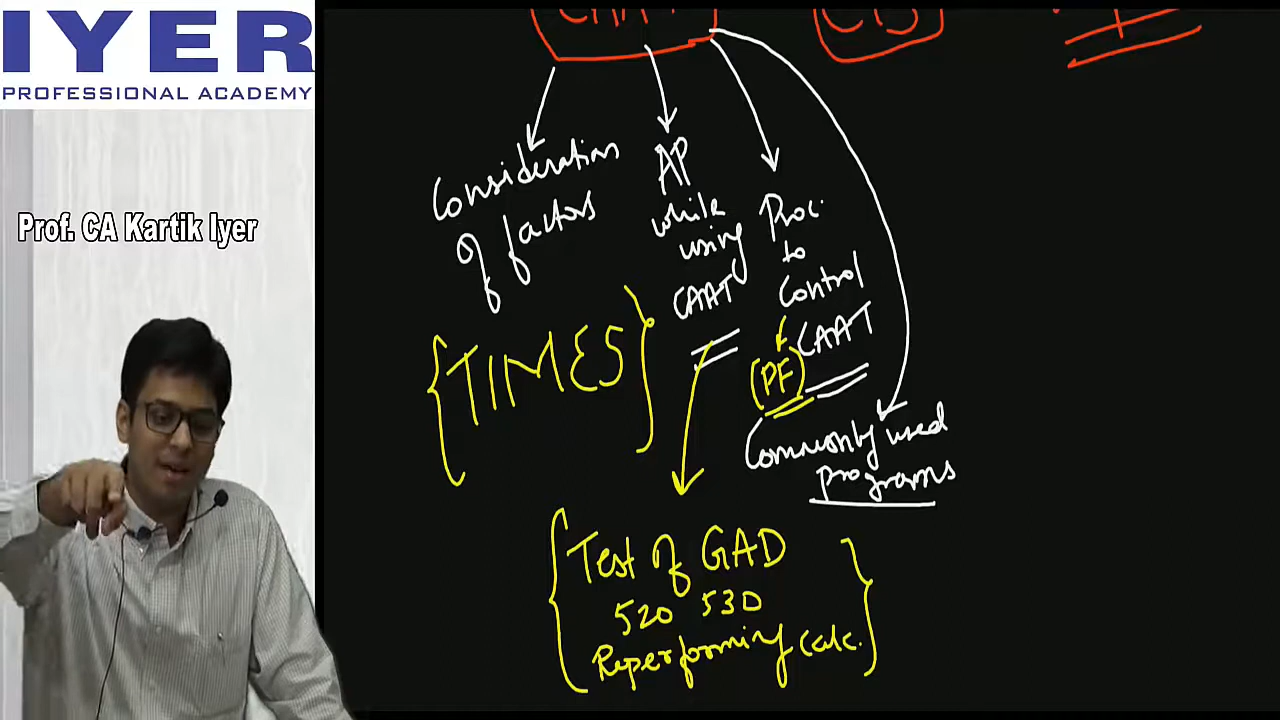 IYER
PROFESSIONAL ACADEMY
Prof. CA Kartik Iyer
CIS
Consideration
of factors
{TIMES}
AP
while
using
CAAT
Proc.
to
Control
CAAT
(PF)
Commonly used
programs
{Test of GAD
520 530
Reperforming Calc.}